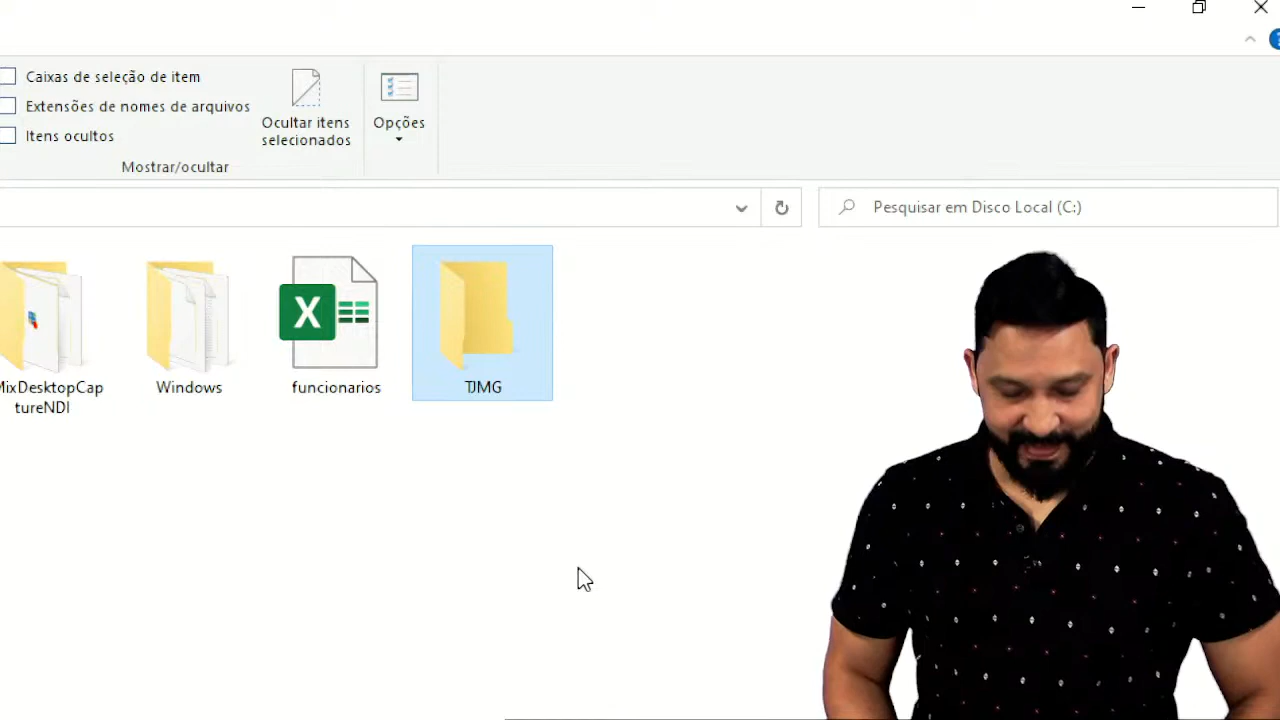 Caixas de seleção de item
Extensões de nomes de arquivos
Itens ocultos
Ocultar itens
selecionados
Opções
Mostrar/ocultar
Pesquisar em Disco Local (C:)
MixDesktopCap
tureNDI
Windows
X
funcionarios
TJMG